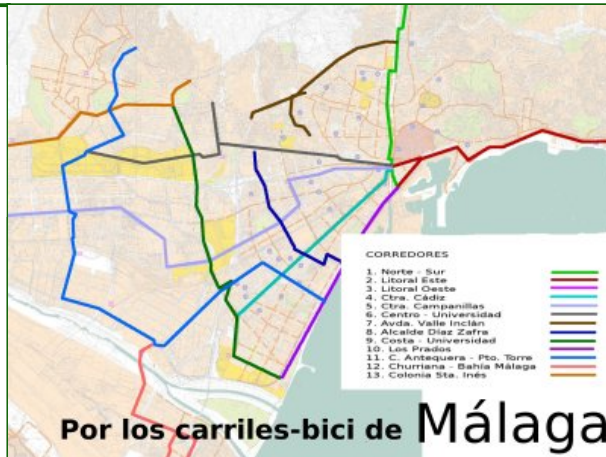 CORREDORES
1. Norte - Sur
2. Litoral Este
3. Litoral Oeste
4. Ctra. Cádiz
5. Ctra. Campanillas
6. Centro - Universidad
7. Avda. Valle Inclán
8. Alcalde Díaz Zafra
9. Costa - Universidad
10. Los Prados
11. C. Antequera - Pto. Torre
12. Churriana - Bahía Málaga
13. Colonia Sta. Inés
Por los carriles-bici de Málaga